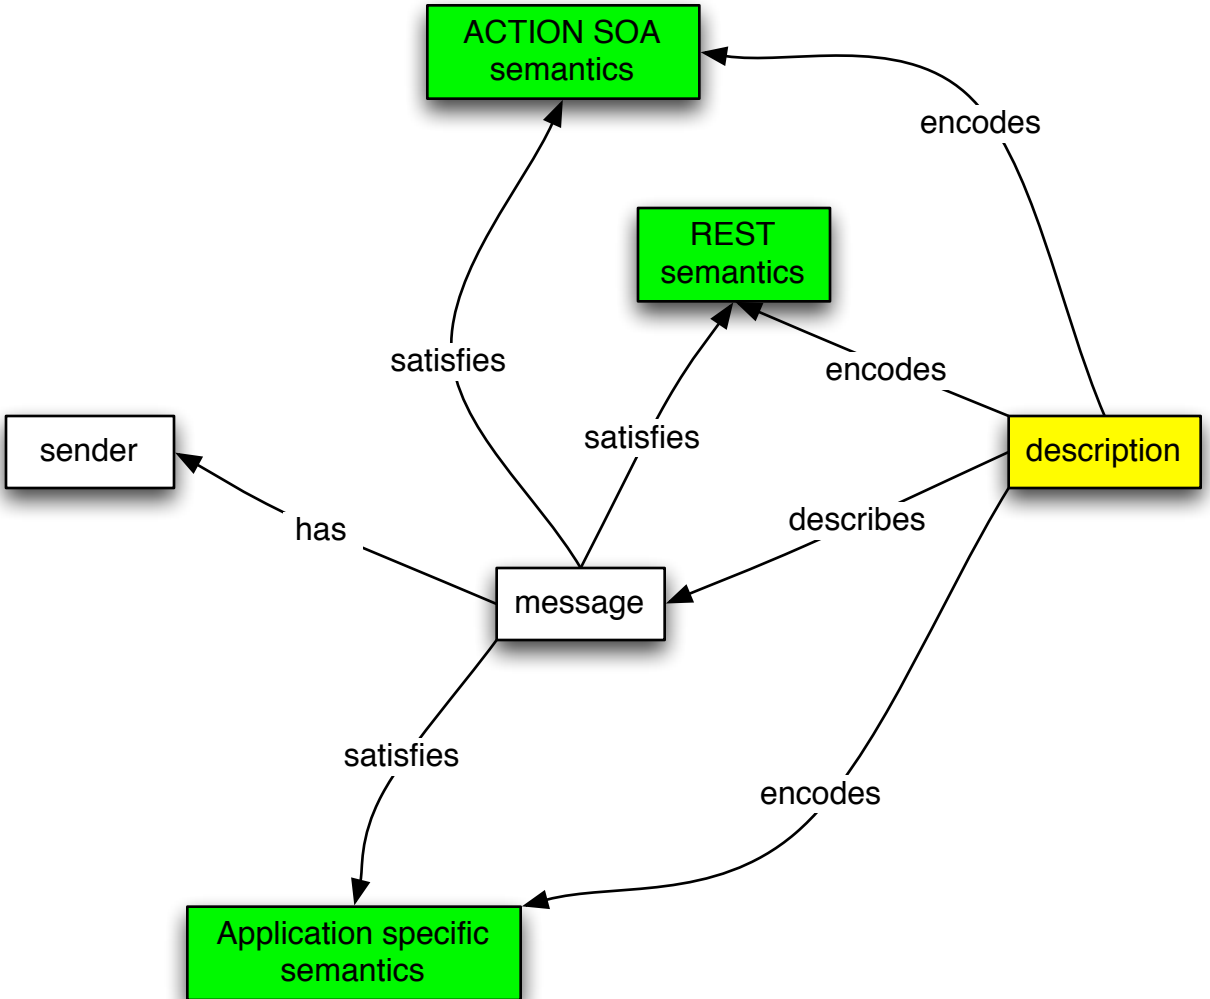 ACTION SOA
semantics
encodes
REST
semantics
satisfies
encodes
satisfies
sender
description
describes
has
message
satisfies
encodes
Application specific
semantics